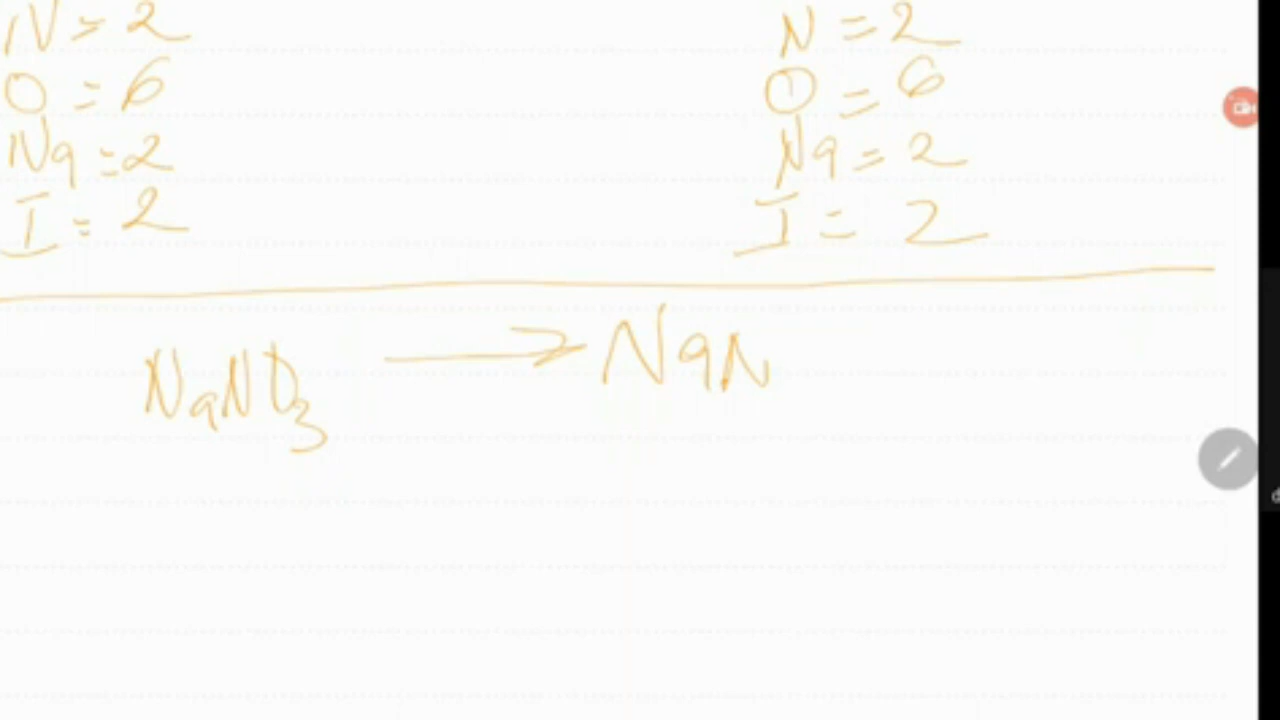 N = 2 N = 2
O = 6 O = 6
Na = 2 Na = 2
I = 2 I = 2
NaNO3 → NaN